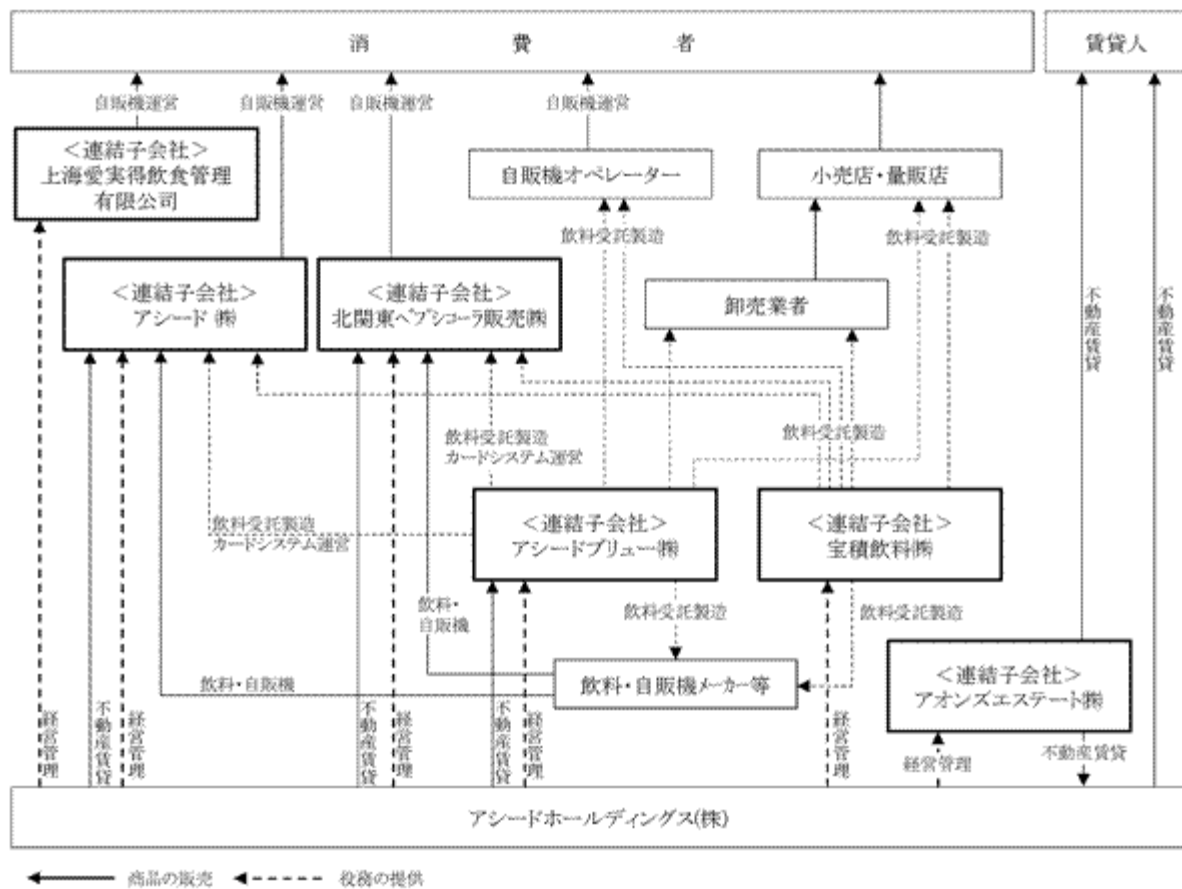 消費者
賃貸人
自販機運営
自販機運営
自販機運営
自販機運営
<連結子会社>
上海愛実得飲食管理
有限公司
自販機オペレーター
小売店・量販店
飲料受託製造
飲料受託製造
<連結子会社>
アシード ㈱
<連結子会社>
北関東ペプシコーラ販売㈱
卸売業者
不動産賃貸
不動産賃貸
飲料受託製造
カードシステム運営
飲料受託製造
飲料受託製造
カードシステム運営
<連結子会社>
アシードブリュー㈱
<連結子会社>
宝積飲料㈱
飲料・
自販機
飲料受託製造
飲料受託製造
飲料・自販機
飲料・自販機メーカー等
<連結子会社>
アオンズエステート㈱
経営管理
不動産賃貸
経営管理
不動産賃貸
経営管理
不動産賃貸
経営管理
経営管理
経営管理
不動産賃貸
アシードホールディングス(株)
商品の販売
役務の提供